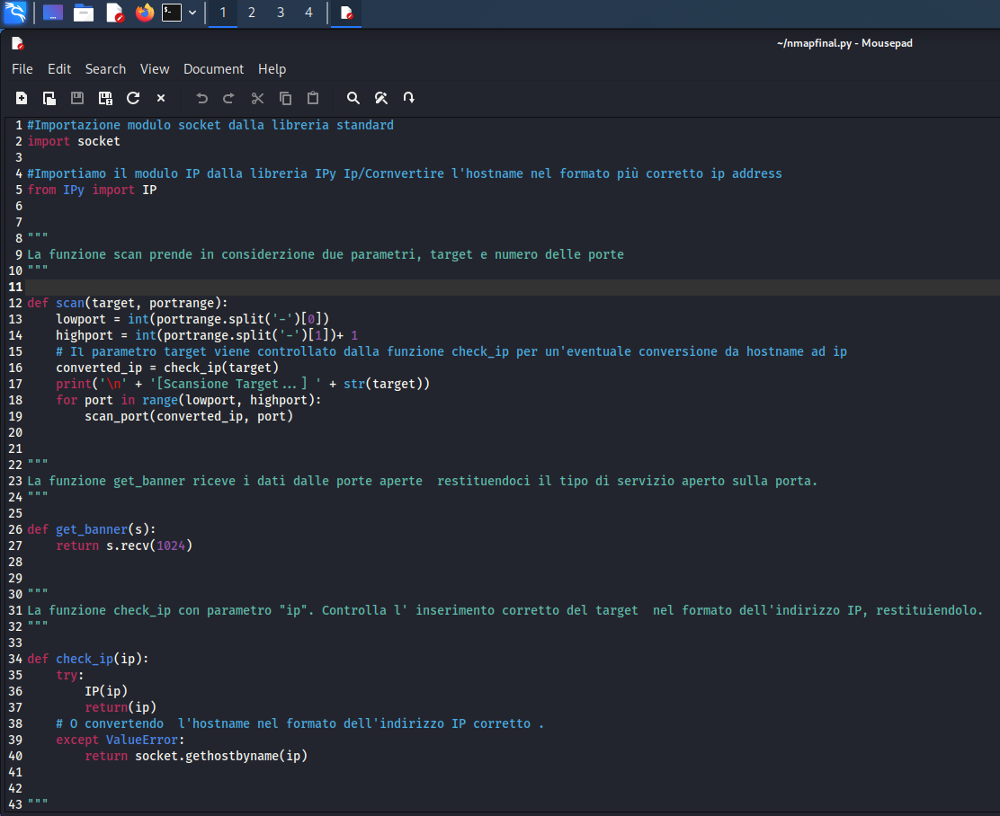 1 2 3 4
~/nmapfinal.py - Mousepad
File Edit Search View Document Help
1 #Importazione modulo socket dalla libreria standard
2 import socket
3
4 #Importiamo il modulo IP dalla libreria IPy Ip/Cornvertire l'hostname nel formato più corretto ip address
5 from IPy import IP
6
7
8 """
9 La funzione scan prende in considerzione due parametri, target e numero delle porte
10 """
11
12 def scan(target, portrange):
13     lowport = int(portrange.split('-')[0])
14     highport = int(portrange.split('-')[1])+ 1
15     # Il parametro target viene controllato dalla funzione check_ip per un'eventuale conversione da hostname ad ip
16     converted_ip = check_ip(target)
17     print('\n' + '[Scansione Target...] ' + str(target))
18     for port in range(lowport, highport):
19         scan_port(converted_ip, port)
20
21
22 """
23 La funzione get_banner riceve i dati dalle porte aperte  restituendoci il tipo di servizio aperto sulla porta.
24 """
25
26 def get_banner(s):
27     return s.recv(1024)
28
29
30 """
31 La funzione check_ip con parametro "ip". Controlla l' inserimento corretto del target  nel formato dell'indirizzo IP, restituiendolo.
32 """
33
34 def check_ip(ip):
35     try:
36         IP(ip)
37         return(ip)
38     # O convertendo  l'hostname nel formato dell'indirizzo IP corretto .
39     except ValueError:
40         return socket.gethostbyname(ip)
41
42
43 """